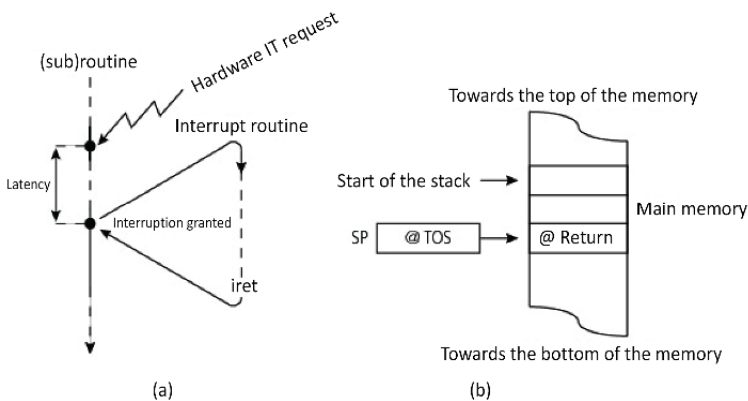 (sub)routine
Hardware IT request
Interrupt routine
Latency
Interruption granted
iret
(a)
Towards the top of the memory
Start of the stack
Main memory
SP
@ TOS
@ Return
Towards the bottom of the memory
(b)